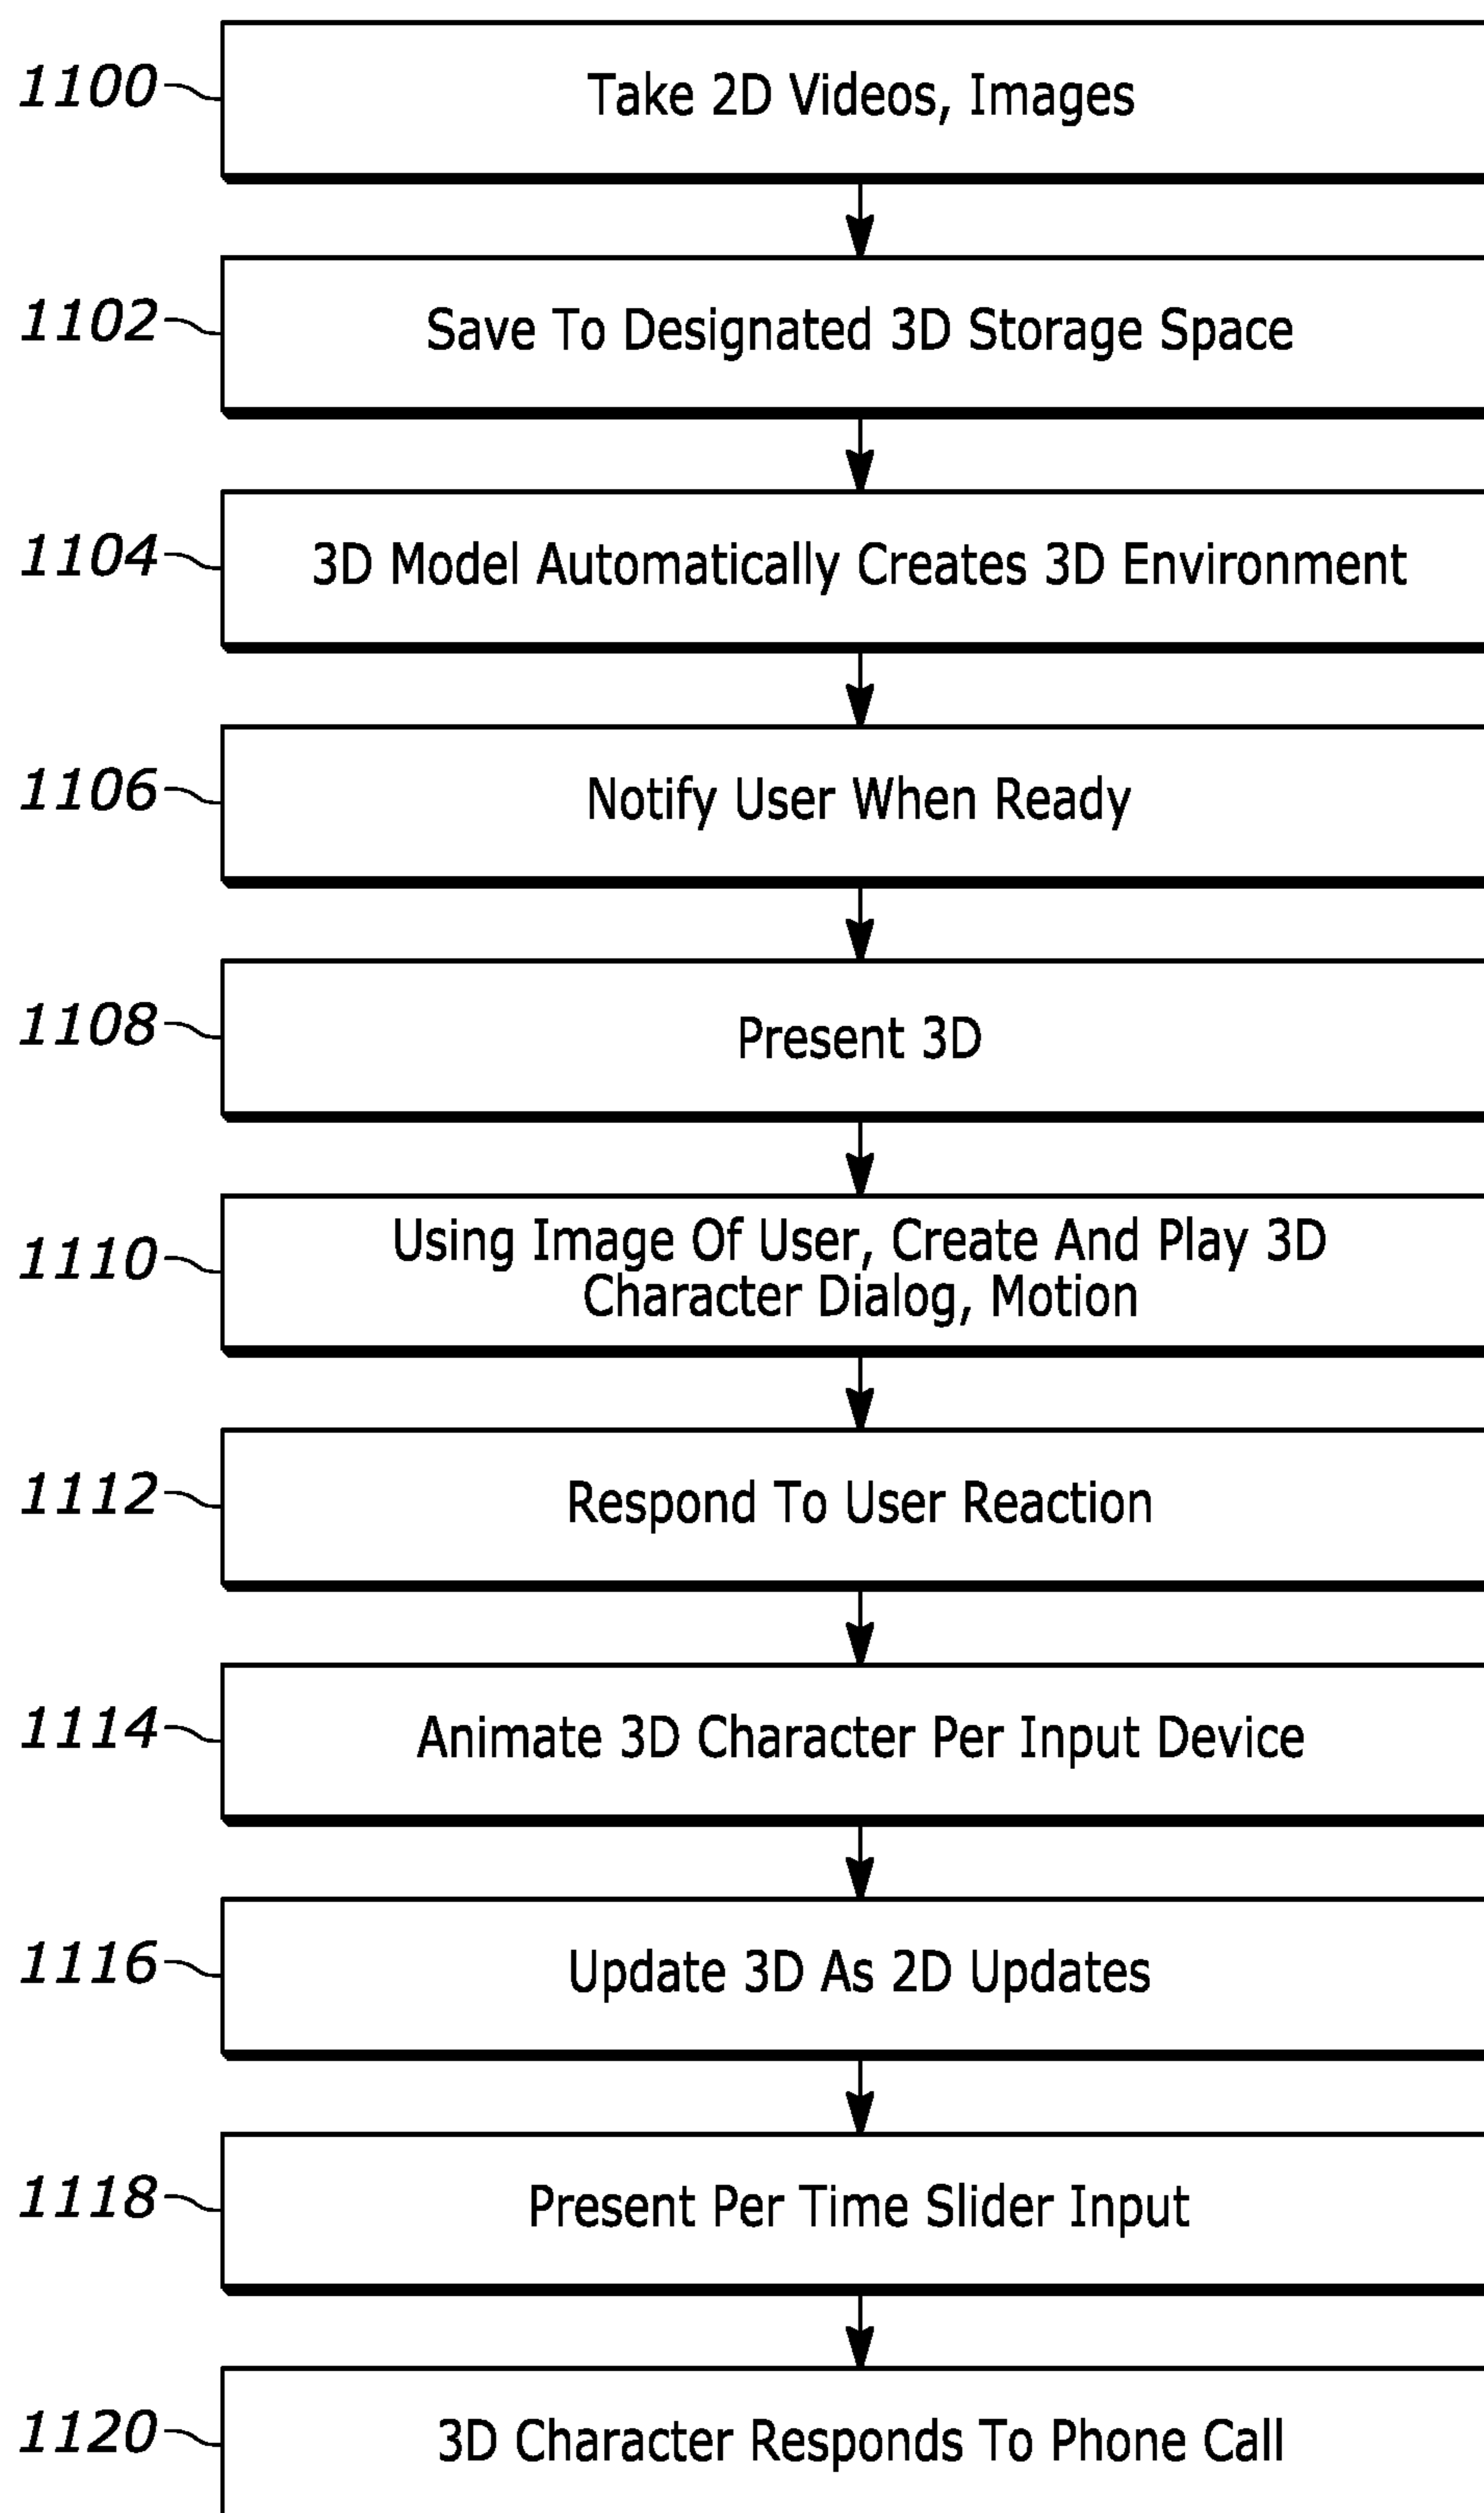 1100
Take 2D Videos, Images
1102
Save To Designated 3D Storage Space
1104
3D Model Automatically Creates 3D Environment
1106
Notify User When Ready
1108
Present 3D
1110
Using Image Of User, Create And Play 3D
Character Dialog, Motion
1112
Respond To User Reaction
1114
Animate 3D Character Per Input Device
1116
Update 3D As 2D Updates
1118
Present Per Time Slider Input
1120
3D Character Responds To Phone Call